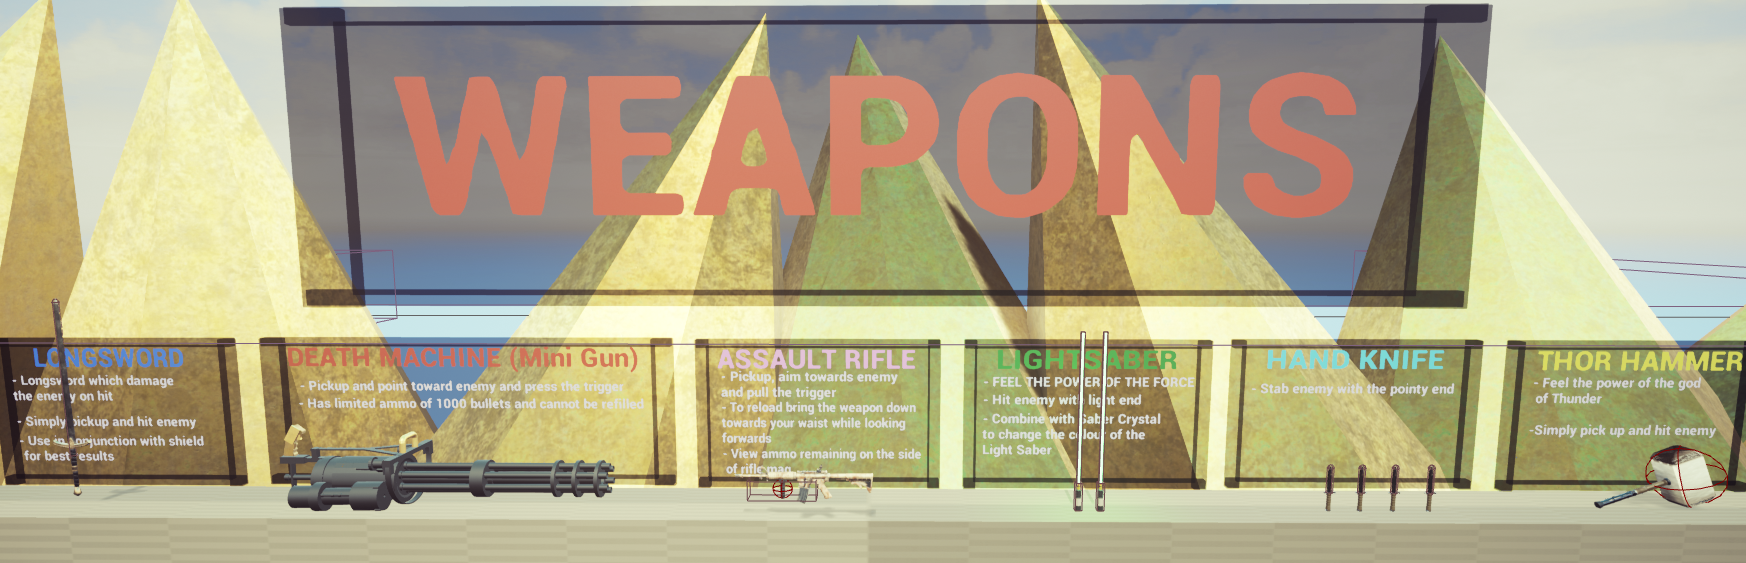 WEAPONS
LONGSWORD
- Longsword which damage
the enemy on hit
- Simply pickup and hit enemy
- Use in conjunction with shield
for best results
DEATH MACHINE (Mini Gun)
- Pickup and point toward enemy and press the trigger
- Has limited ammo of 1000 bullets and cannot be refilled
ASSAULT RIFLE
- Pickup, aim towards enemy
and pull the trigger
- To reload bring the weapon down
towards your waist while looking
forwards
- View ammo remaining on the side
of rifle mag
LIGHTSABER
- FEEL THE POWER OF THE FORCE
- Hit enemy with light end
- Combine with Saber Crystal
to change the colour of the
Light Saber
HAND KNIFE
- Stab enemy with the pointy end
THOR HAMMER
- Feel the power of the god
of Thunder
-Simply pick up and hit enemy